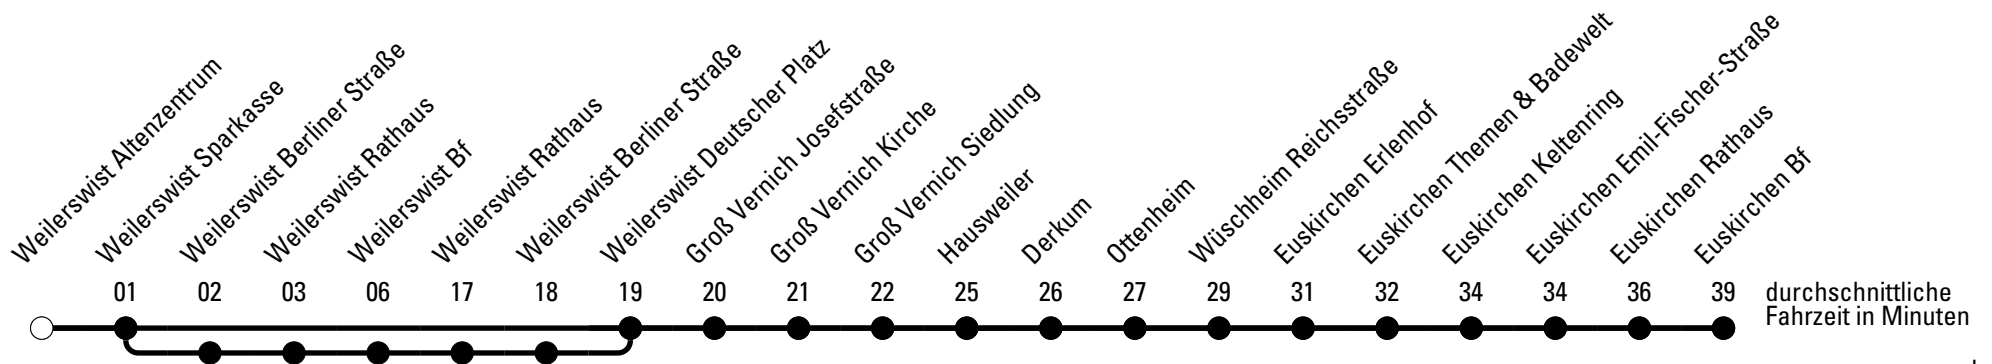 Weilerswist Altenzentrum
Weilerswist Sparkasse
Weilerswist Berliner Straße
Weilerswist Rathaus
Weilerswist Bf
Weilerswist Rathaus
Weilerswist Berliner Straße
Weilerswist Deutscher Platz
Groß Vernich Josefstraße
Groß Vernich Kirche
Groß Vernich Siedlung
Hausweiler
Derkum
Ottenheim
Wüschheim Reichsstraße
Euskirchen Erlenhof
Euskirchen Themen & Badewelt
Euskirchen Keltenring
Euskirchen Emil-Fischer-Straße
Euskirchen Rathaus
Euskirchen Bf
01 02 03 06 17 18 19 20 21 22 25 26 27 29 31 32 34 34 36 39
durchschnittliche
Fahrzeit in Minuten